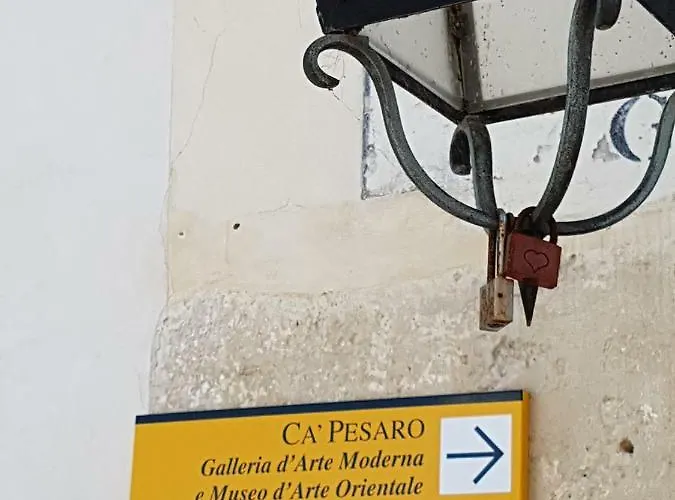 CA' PESARO
Galleria d'Arte Moderna
e Museo d'Arte Orientale